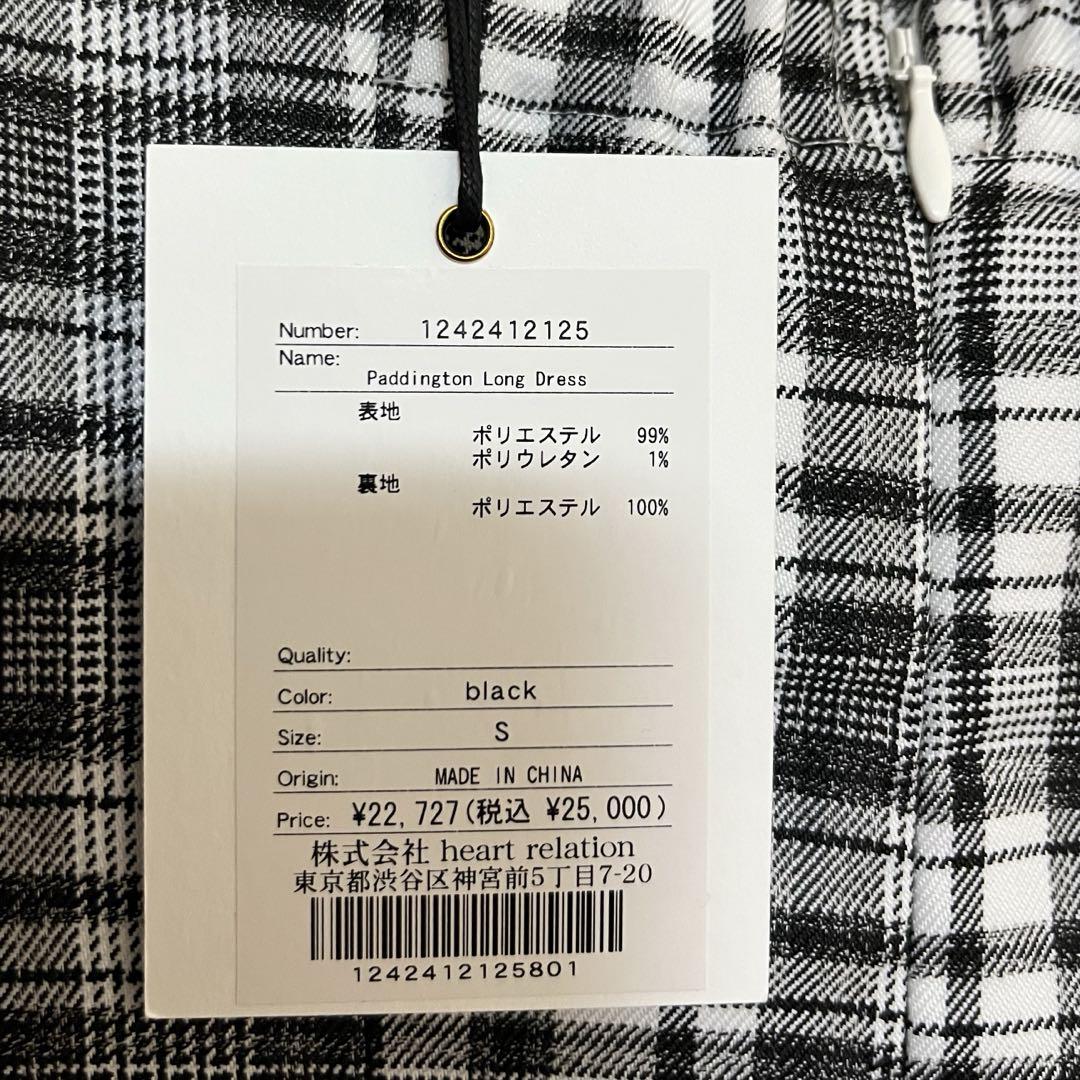 Number: 1242412125
Name:
Paddington Long Dress
表地
ポリエステル 99%
ポリウレタン 1%
裏地
ポリエステル 100%
Quality:
Color: black
Size: S
Origin: MADE IN CHINA
Price: ¥22,727(税込 ¥25,000)
株式会社 heart relation
東京都渋谷区神宮前5丁目7-20
1242412125801